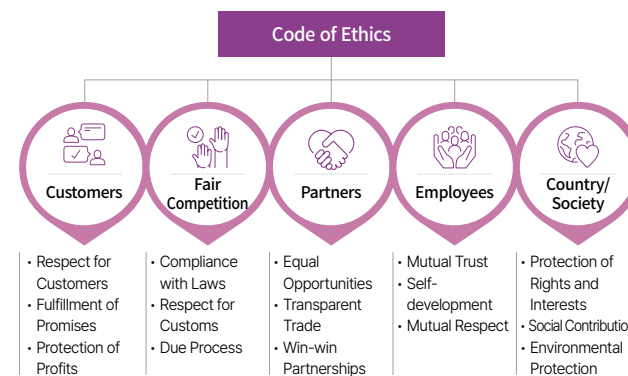 Code of Ethics
Customers
Fair
Competition
Partners
Employees
Country/
Society
· Respect for
Customers
· Fulfillment of
Promises
· Protection of
Profits
· Compliance
with Laws
· Respect for
Customs
· Due Process
· Equal
Opportunities
· Transparent
Trade
· Win-win
Partnerships
· Mutual Trust
· Self-
development
· Mutual Respect
· Protection of
Rights and
Interests
· Social Contributio
· Environmental
Protection